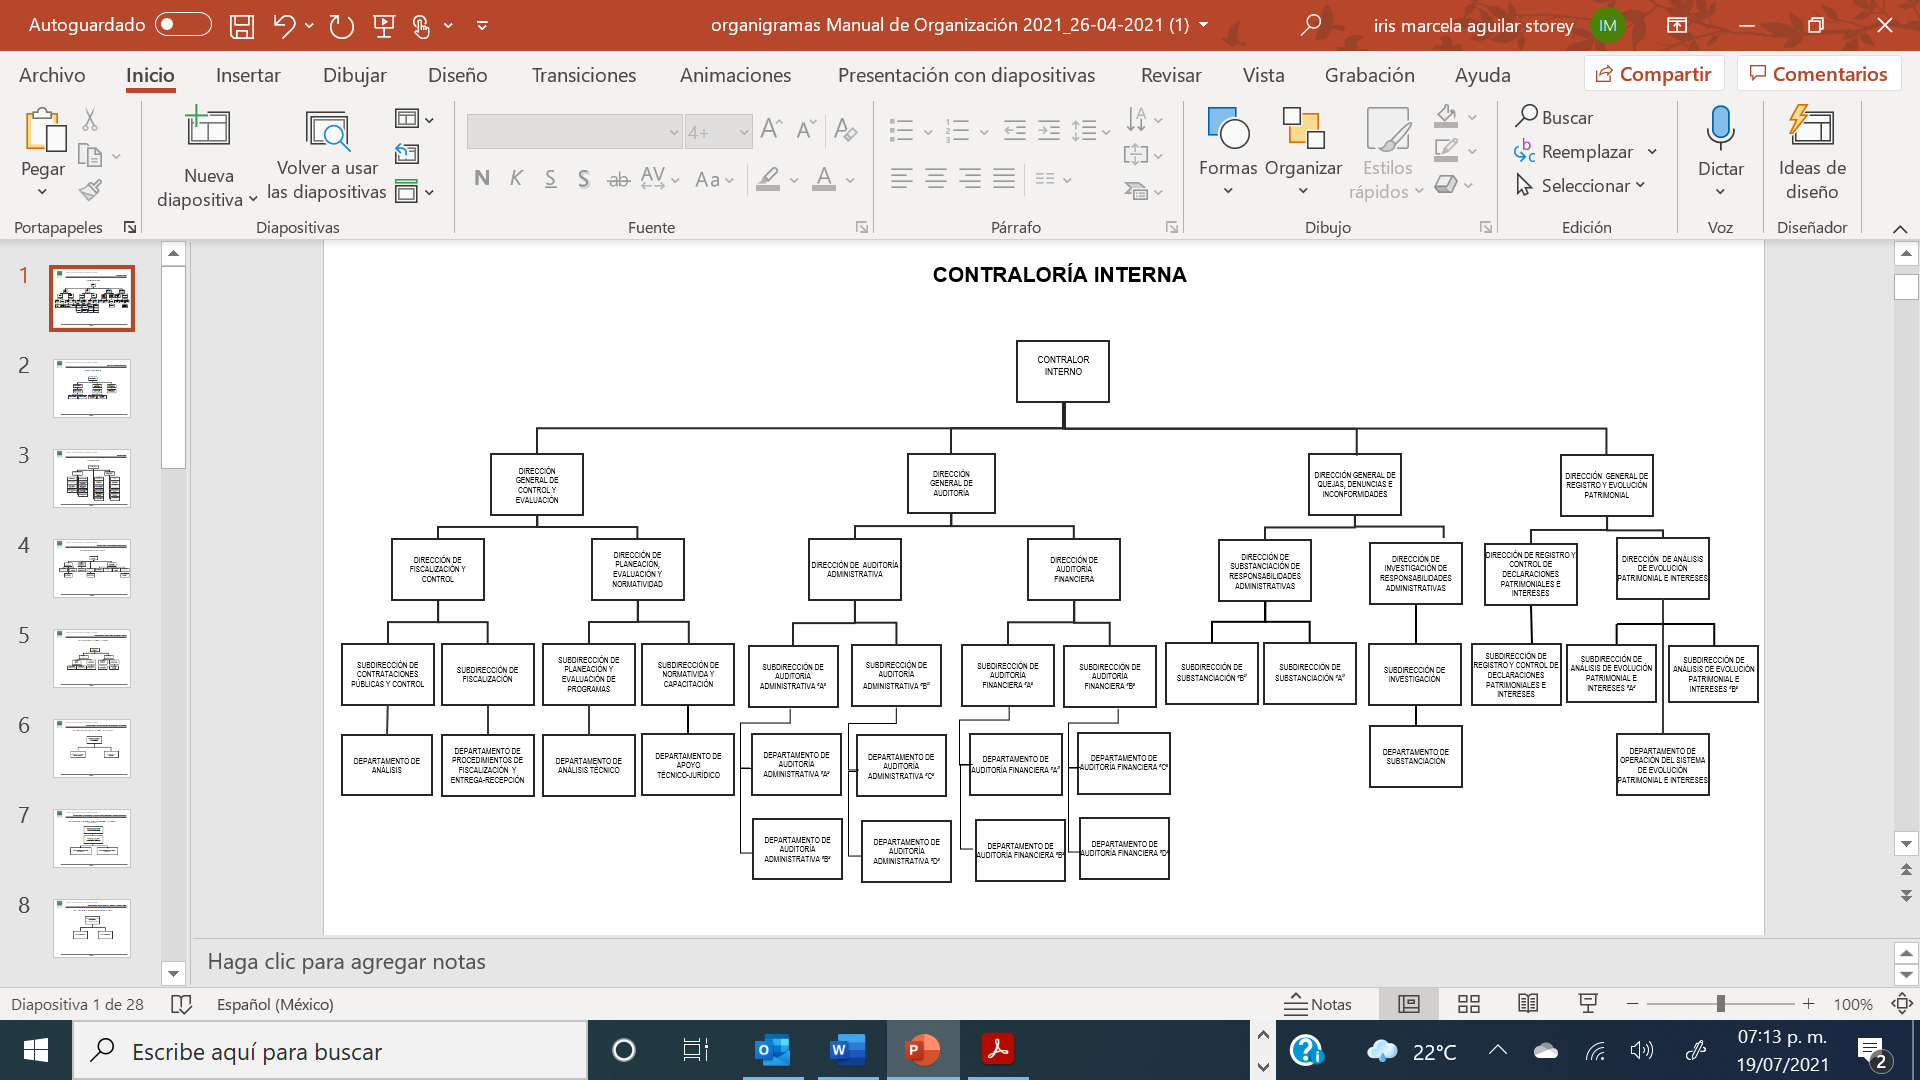 Autoguardado
organigramas Manual de Organización 2021_26-04-2021 (1)
iris marcela aguilar storey
IM
Archivo
Inicio
Insertar
Dibujar
Diseño
Transiciones
Animaciones
Presentación con diapositivas
Revisar
Vista
Grabación
Ayuda
Compartir
Comentarios
Pegar
Nueva
diapositiva
Volver a usar
las diapositivas
4+
N K S S ab AV Aa A
Formas
Organizar
Estilos
rápidos
Buscar
Reemplazar
Seleccionar
Dictar
Ideas de
diseño
Portapapeles
Diapositivas
Fuente
Párrafo
Dibujo
Edición
Voz
Diseñador
1
2
3
4
5
6
7
8
CONTRALORÍA INTERNA
CONTRALOR
INTERNO
DIRECCIÓN
GENERAL DE
CONTROL Y
EVALUACIÓN
DIRECCIÓN
GENERAL DE
AUDITORÍA
DIRECCIÓN GENERAL DE
QUEJAS, DENUNCIAS E
INCONFORMIDADES
DIRECCIÓN GENERAL DE
REGISTRO Y EVOLUCIÓN
PATRIMONIAL
DIRECCIÓN DE
FISCALIZACIÓN Y
CONTROL
DIRECCIÓN DE
PLANEACIÓN,
EVALUACIÓN Y
NORMATIVIDAD
DIRECCIÓN DE AUDITORÍA
ADMINISTRATIVA
DIRECCIÓN DE
AUDITORÍA
FINANCIERA
DIRECCIÓN DE
SUBSTANCIACIÓN DE
RESPONSABILIDADES
ADMINISTRATIVAS
DIRECCIÓN DE
INVESTIGACIÓN DE
RESPONSABILIDADES
ADMINISTRATIVAS
DIRECCIÓN DE REGISTRO Y
CONTROL DE
DECLARACIONES
PATRIMONIALES E
INTERESES
DIRECCIÓN DE ANÁLISIS
DE EVOLUCIÓN
PATRIMONIAL E INTERESES
SUBDIRECCIÓN DE
CONTRATACIONES
PÚBLICAS Y CONTROL
SUBDIRECCIÓN DE
FISCALIZACIÓN
SUBDIRECCIÓN DE
PLANEACIÓN Y
EVALUACIÓN DE
PROGRAMAS
SUBDIRECCIÓN DE
NORMATIVIDA Y
CAPACITACIÓN
SUBDIRECCIÓN DE
AUDITORÍA
ADMINISTRATIVA "A"
SUBDIRECCIÓN DE
AUDITORÍA
ADMINISTRATIVA "B"
SUBDIRECCIÓN DE
AUDITORÍA
FINANCIERA "A"
SUBDIRECCIÓN DE
AUDITORÍA
FINANCIERA "B"
SUBDIRECCIÓN DE
SUBSTANCIACIÓN "B"
SUBDIRECCIÓN DE
SUBSTANCIACIÓN "A"
SUBDIRECCIÓN DE
INVESTIGACIÓN
SUBDIRECCIÓN DE
REGISTRO Y CONTROL DE
DECLARACIONES
PATRIMONIALES E
INTERESES
SUBDIRECCIÓN DE
ANÁLISIS DE EVOLUCIÓN
PATRIMONIAL E
INTERESES "A"
SUBDIRECCIÓN DE
ANÁLISIS DE EVOLUCIÓN
PATRIMONIAL E
INTERESES "B"
DEPARTAMENTO DE
ANÁLISIS
DEPARTAMENTO DE
PROCEDIMIENTOS DE
FISCALIZACIÓN Y
ENTREGA-RECEPCIÓN
DEPARTAMENTO DE
ANÁLISIS TÉCNICO
DEPARTAMENTO DE
APOYO
TÉCNICO-JURÍDICO
DEPARTAMENTO DE
AUDITORÍA
ADMINISTRATIVA "A"
DEPARTAMENTO DE
AUDITORÍA
ADMINISTRATIVA "C"
DEPARTAMENTO DE
AUDITORÍA FINANCIERA "A"
DEPARTAMENTO DE
AUDITORÍA FINANCIERA "C"
DEPARTAMENTO DE
SUBSTANCIACIÓN
DEPARTAMENTO DE
OPERACIÓN DEL SISTEMA
DE EVOLUCIÓN
PATRIMONIAL E INTERESES
DEPARTAMENTO DE
AUDITORÍA
ADMINISTRATIVA "B"
DEPARTAMENTO DE
AUDITORÍA
ADMINISTRATIVA "D"
DEPARTAMENTO DE
AUDITORÍA FINANCIERA "B"
DEPARTAMENTO DE
AUDITORÍA FINANCIERA "D"
Haga clic para agregar notas
Diapositiva 1 de 28
Español (México)
Notas
100%
Escribe aquí para buscar
22°C
07:13 p. m.
19/07/2021
2